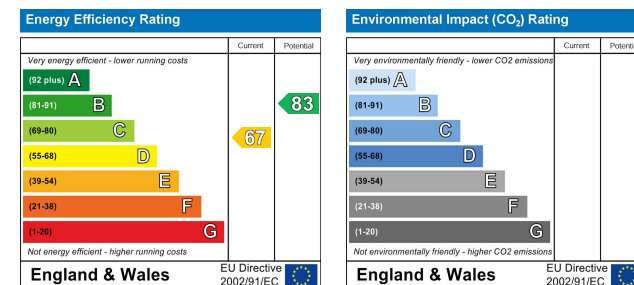 Energy Efficiency Rating
Current Potential
Very energy efficient - lower running costs
(92 plus) A
(81-91) B
83
(69-80) C
67
(55-68) D
(39-54) E
(21-38) F
(1-20) G
Not energy efficient - higher running costs
England & Wales
EU Directive
2002/91/EC
Environmental Impact (CO₂) Rating
Current Potenti
Very environmentally friendly - lower CO2 emissions
(92 plus) A
(81-91) B
(69-80) C
(55-68) D
(39-54) E
(21-38) F
(1-20) G
Not environmentally friendly - higher CO2 emissions
England & Wales
EU Directive
2002/91/EC